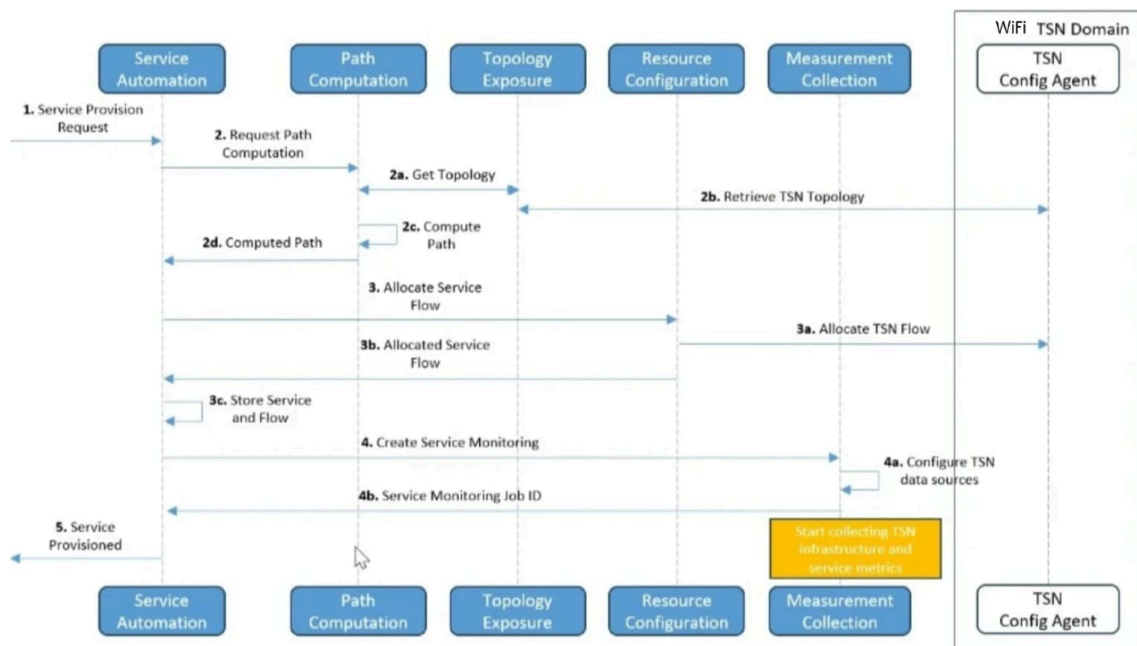 WiFi TSN Domain
Service
Automation
Path
Computation
Topology
Exposure
Resource
Configuration
Measurement
Collection
TSN
Config Agent
1. Service Provision
Request
2. Request Path
Computation
2a. Get Topology
2b. Retrieve TSN Topology
2c. Compute
Path
2d. Computed Path
3. Allocate Service
Flow
3a. Allocate TSN Flow
3b. Allocated Service
Flow
3c. Store Service
and Flow
4. Create Service Monitoring
4a. Configure TSN
data sources
4b. Service Monitoring Job ID
5. Service
Provisioned
Start collecting TSN
infrastructure and
service metrics
Service
Automation
Path
Computation
Topology
Exposure
Resource
Configuration
Measurement
Collection
TSN
Config Agent